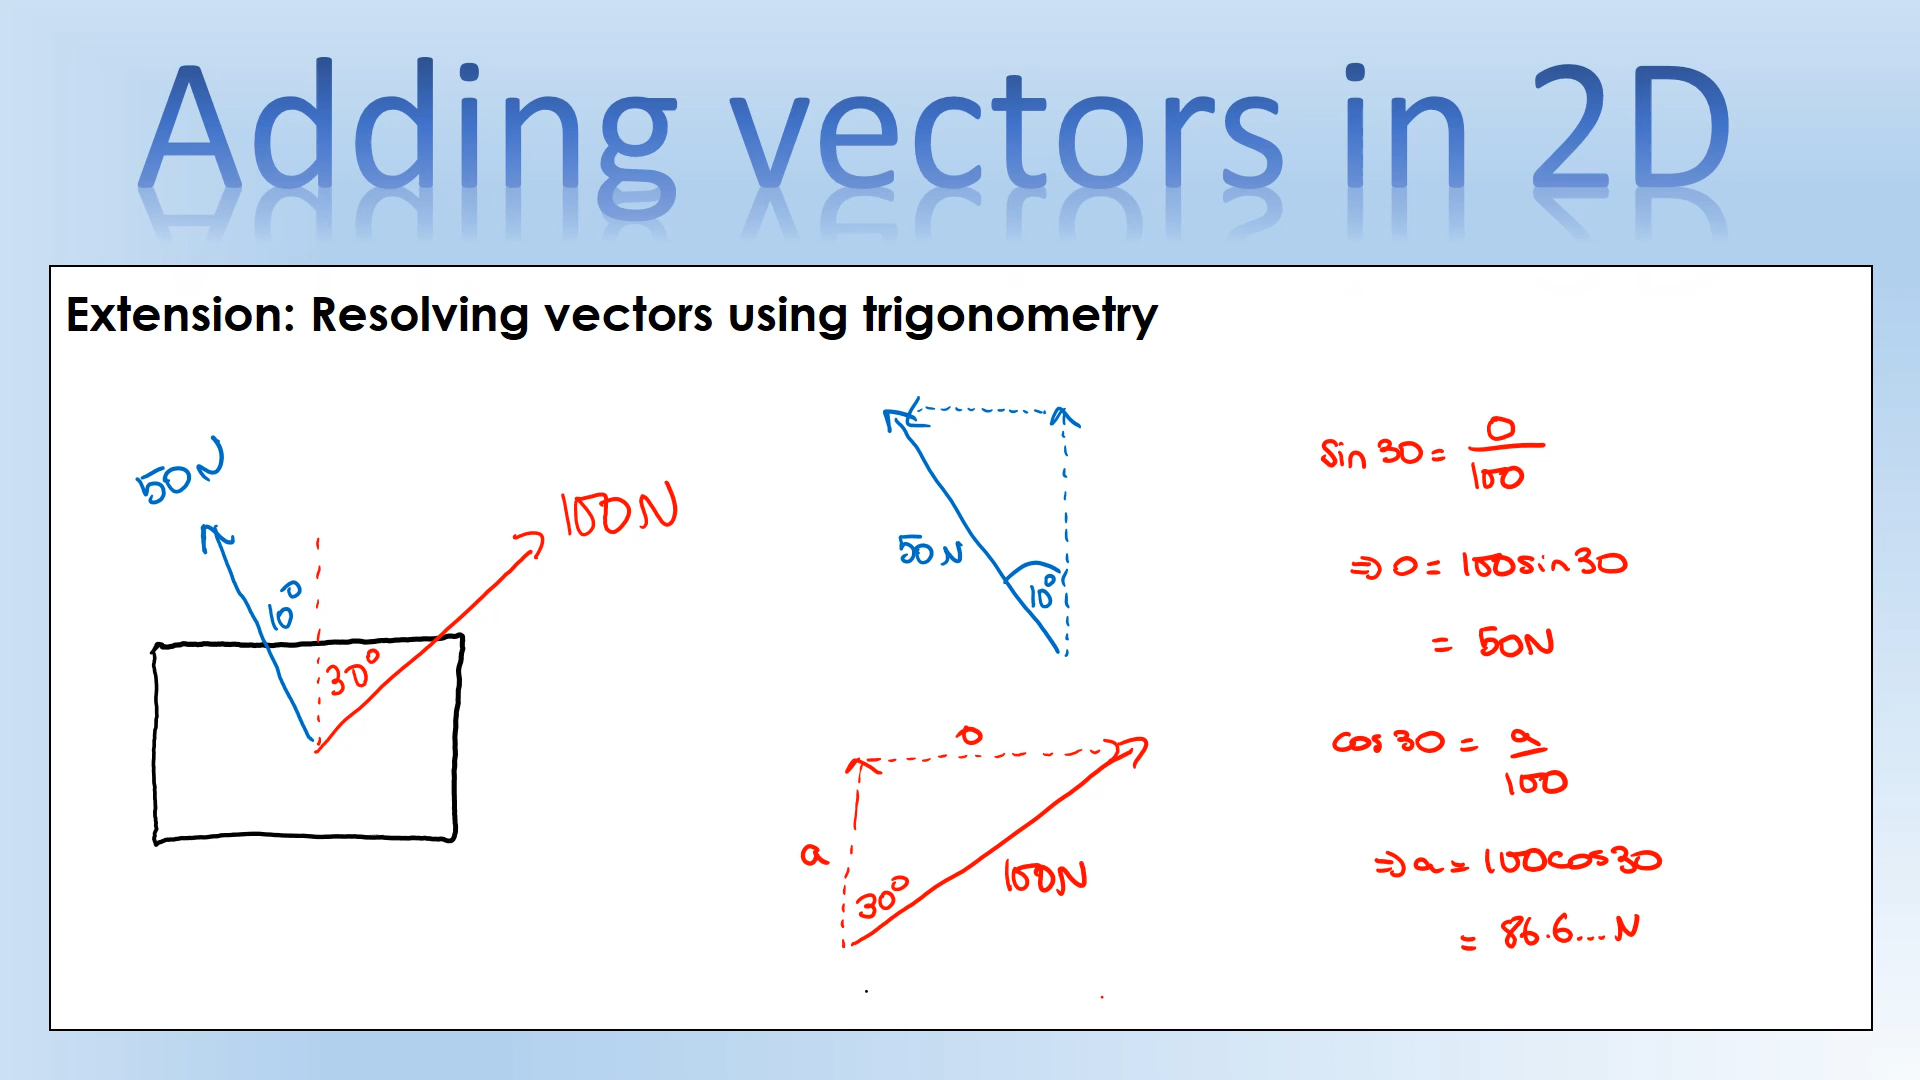 Adding vectors in 2D
Extension: Resolving vectors using trigonometry
50N
100N
10°
30°
50N
10°
o
a
30°
100N
sin 30 = o/100
⇒ o = 100sin30
= 50N
cos 30 = a/100
⇒ a = 100cos30
= 86.6... N